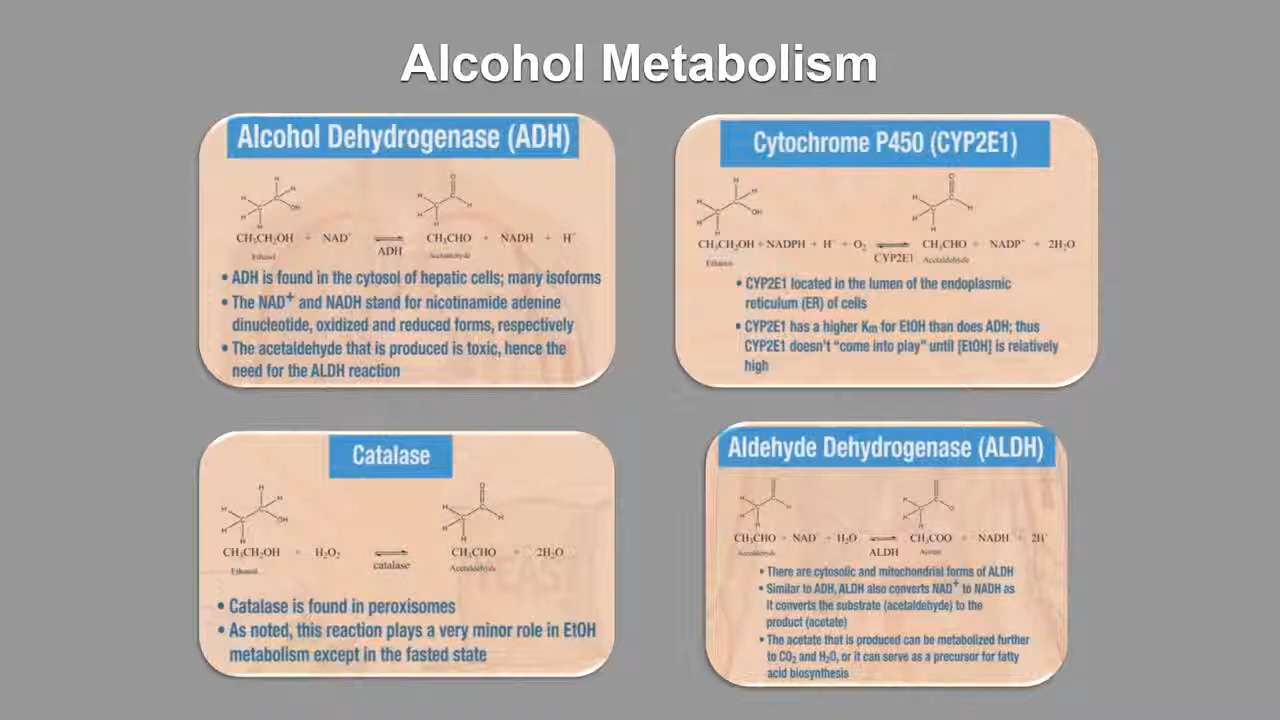 Alcohol Metabolism
Alcohol Dehydrogenase (ADH)
CH₃CH₂OH + NAD⁺ ⇌ CH₃CHO + NADH + H⁺
ADH
Ethanol Acetaldehyde
• ADH is found in the cytosol of hepatic cells; many isoforms
• The NAD⁺ and NADH stand for nicotinamide adenine
dinucleotide, oxidized and reduced forms, respectively
• The acetaldehyde that is produced is toxic, hence the
need for the ALDH reaction
Cytochrome P450 (CYP2E1)
CH₃CH₂OH + NADPH + H⁺ + O₂ ⇌ CH₃CHO + NADP⁺ + 2H₂O
CYP2E1
Ethanol Acetaldehyde
• CYP2E1 located in the lumen of the endoplasmic
reticulum (ER) of cells
• CYP2E1 has a higher Km for EtOH than does ADH; thus
CYP2E1 doesn't "come into play" until [EtOH] is relatively
high
Catalase
CH₃CH₂OH + H₂O₂ ⇌ CH₃CHO + 2H₂O
catalase
Ethanol Acetaldehyde
• Catalase is found in peroxisomes
• As noted, this reaction plays a very minor role in EtOH
metabolism except in the fasted state
Aldehyde Dehydrogenase (ALDH)
CH₃CHO + NAD⁺ + H₂O ⇌ CH₃COO⁻ + NADH + 2H⁺
ALDH
Acetaldehyde Acetate
• There are cytosolic and mitochondrial forms of ALDH
• Similar to ADH, ALDH also converts NAD⁺ to NADH as
it converts the substrate (acetaldehyde) to the
product (acetate)
• The acetate that is produced can be metabolized further
to CO₂ and H₂O, or it can serve as a precursor for fatty
acid biosynthesis